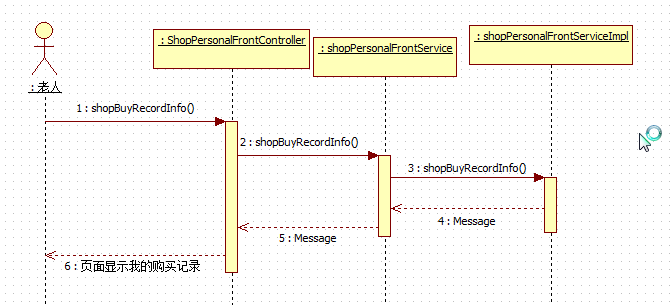 : ShopPersonalFrontController
: shopPersonalFrontService
: shopPersonalFrontServiceImpl
: 老人
1 : shopBuyRecordInfo()
2 : shopBuyRecordInfo()
3 : shopBuyRecordInfo()
4 : Message
5 : Message
6 : 页面显示我的购买记录